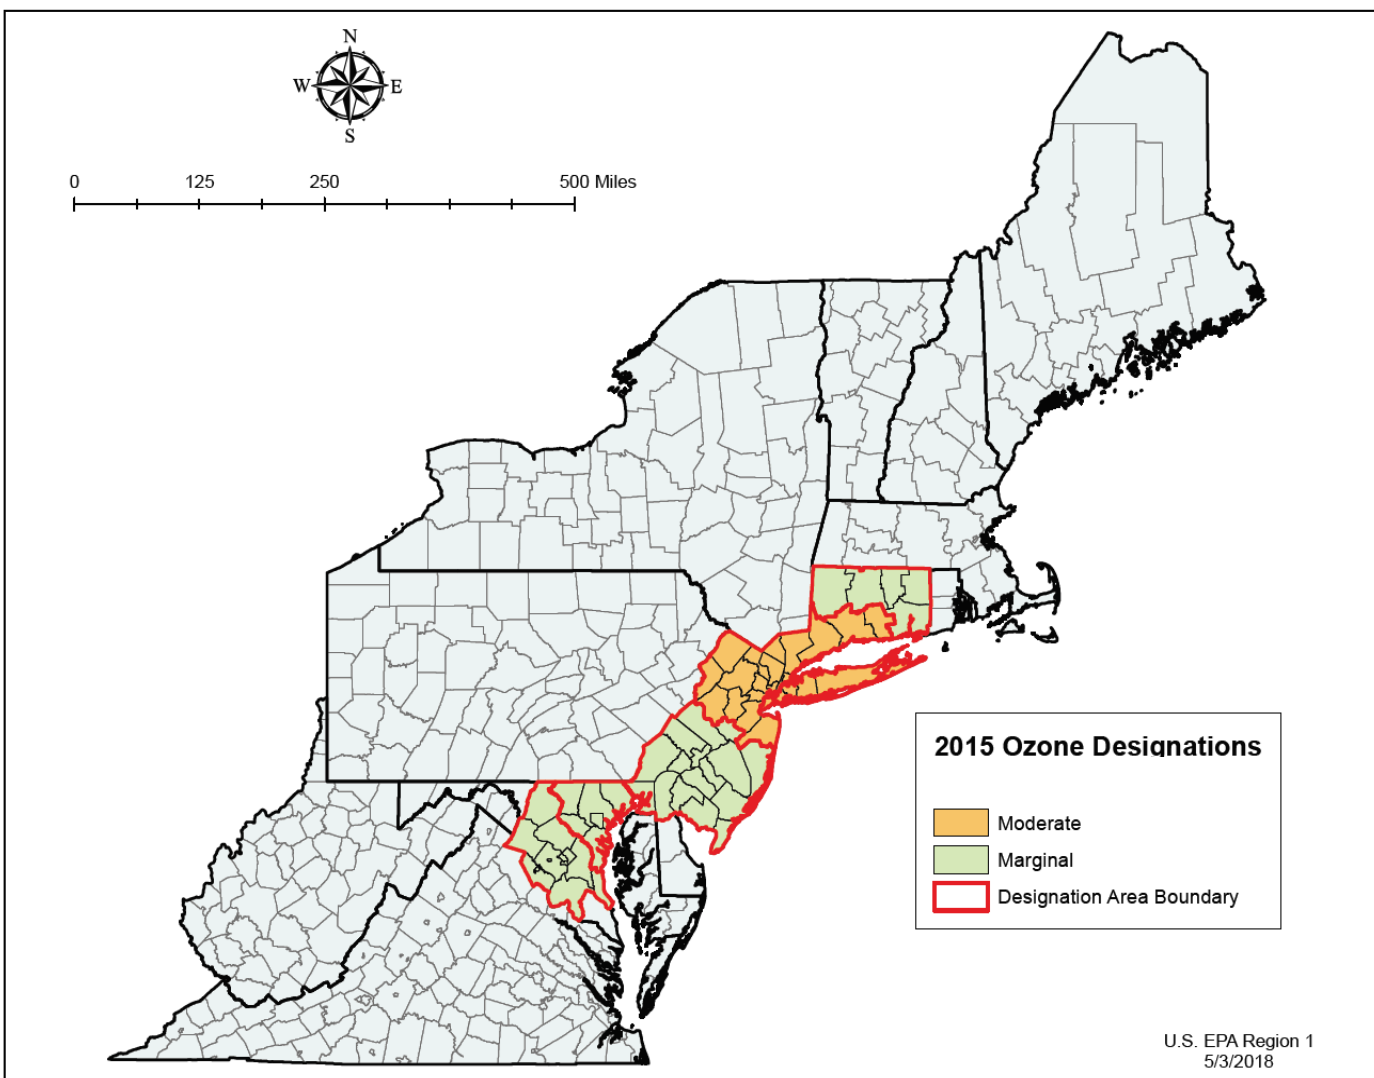 N
W E
S
0 125 250 500 Miles
2015 Ozone Designations
Moderate
Marginal
Designation Area Boundary
U.S. EPA Region 1
5/3/2018